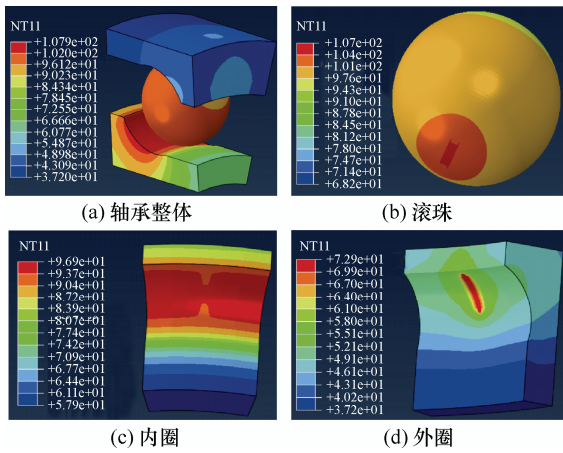 NT11
+1.079e+02
+1.020e+02
+9.612e+01
+9.023e+01
+8.434e+01
+7.845e+01
+7.255e+01
+6.666e+01
+6.077e+01
+5.487e+01
+4.898e+01
+4.309e+01
+3.720e+01
(a) 轴承整体
NT11
+1.07e+02
+1.04e+02
+1.01e+02
+9.76e+01
+9.43e+01
+9.10e+01
+8.78e+01
+8.45e+01
+8.12e+01
+7.80e+01
+7.47e+01
+7.14e+01
+6.82e+01
(b) 滚珠
NT11
+9.69e+01
+9.37e+01
+9.04e+01
+8.72e+01
+8.39e+01
+8.07e+01
+7.74e+01
+7.42e+01
+7.09e+01
+6.77e+01
+6.44e+01
+6.11e+01
+5.79e+01
(c) 内圈
NT11
+7.29e+01
+6.99e+01
+6.70e+01
+6.40e+01
+6.10e+01
+5.80e+01
+5.51e+01
+5.21e+01
+4.91e+01
+4.61e+01
+4.31e+01
+4.02e+01
+3.72e+01
(d) 外圈